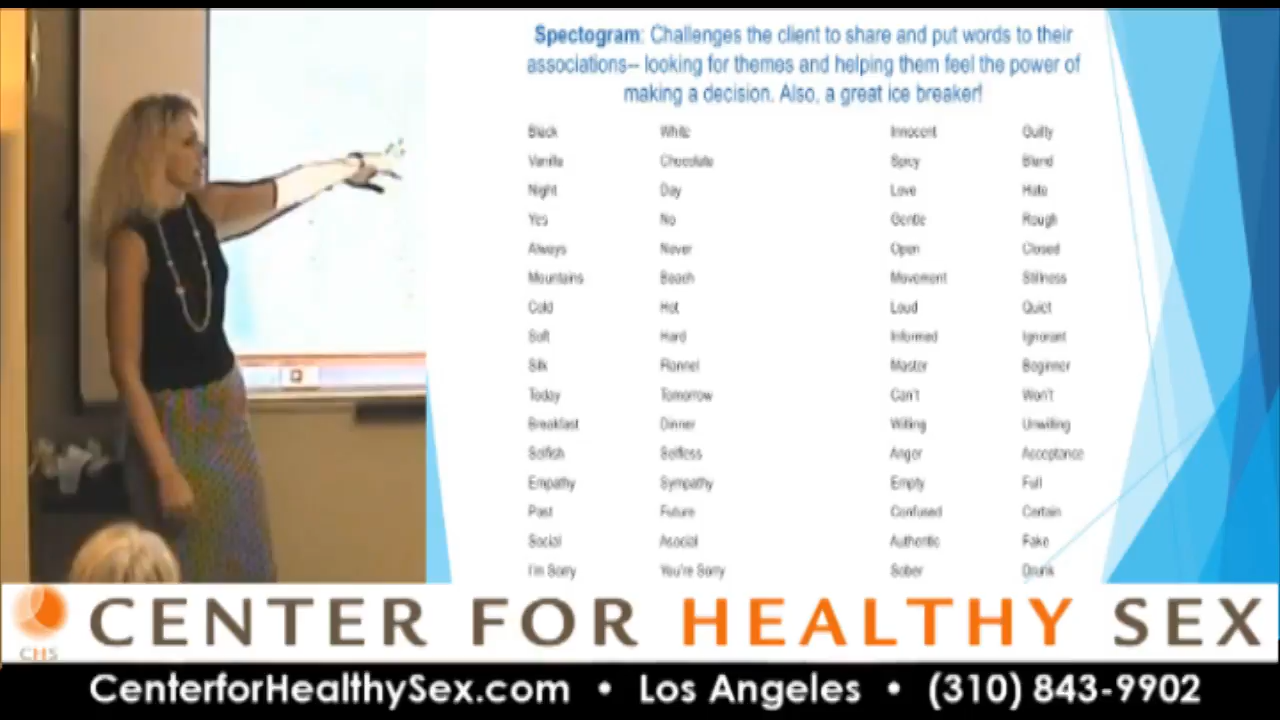 Spectogram: Challenges the client to share and put words to their
associations-- looking for themes and helping them feel the power of
making a decision. Also, a great ice breaker!
Black White Innocent Guilty
Vanilla Chocolate Spicy Bland
Night Day Love Hate
Yes No Gentle Rough
Always Never Open Closed
Mountains Beach Movement Stillness
Cold Hot Loud Quiet
Soft Hard Informed Ignorant
Silk Flannel Master Beginner
Today Tomorrow Can't Won't
Breakfast Dinner Willing Unwilling
Selfish Selfless Anger Acceptance
Empathy Sympathy Empty Full
Past Future Confused Certain
Social Asocial Authentic Fake
I'm Sorry You're Sorry Sober Drunk
CHS
CENTER FOR HEALTHY SEX
CenterforHealthySex.com • Los Angeles • (310) 843-9902